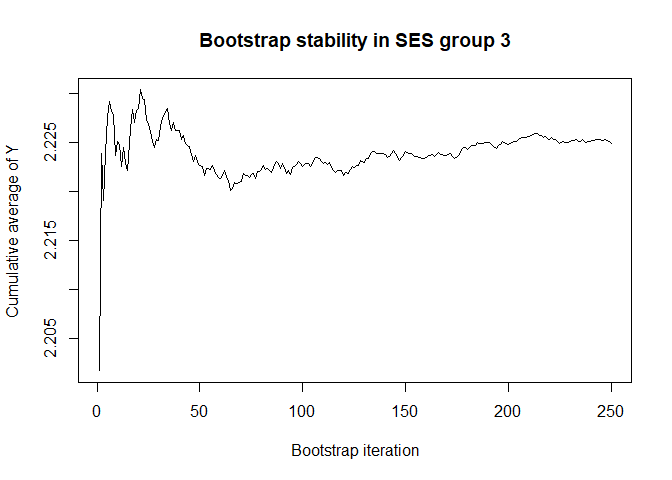 Bootstrap stability in SES group 3
Cumulative average of Y
2.225
2.215
2.205
0 50 100 150 200 250
Bootstrap iteration